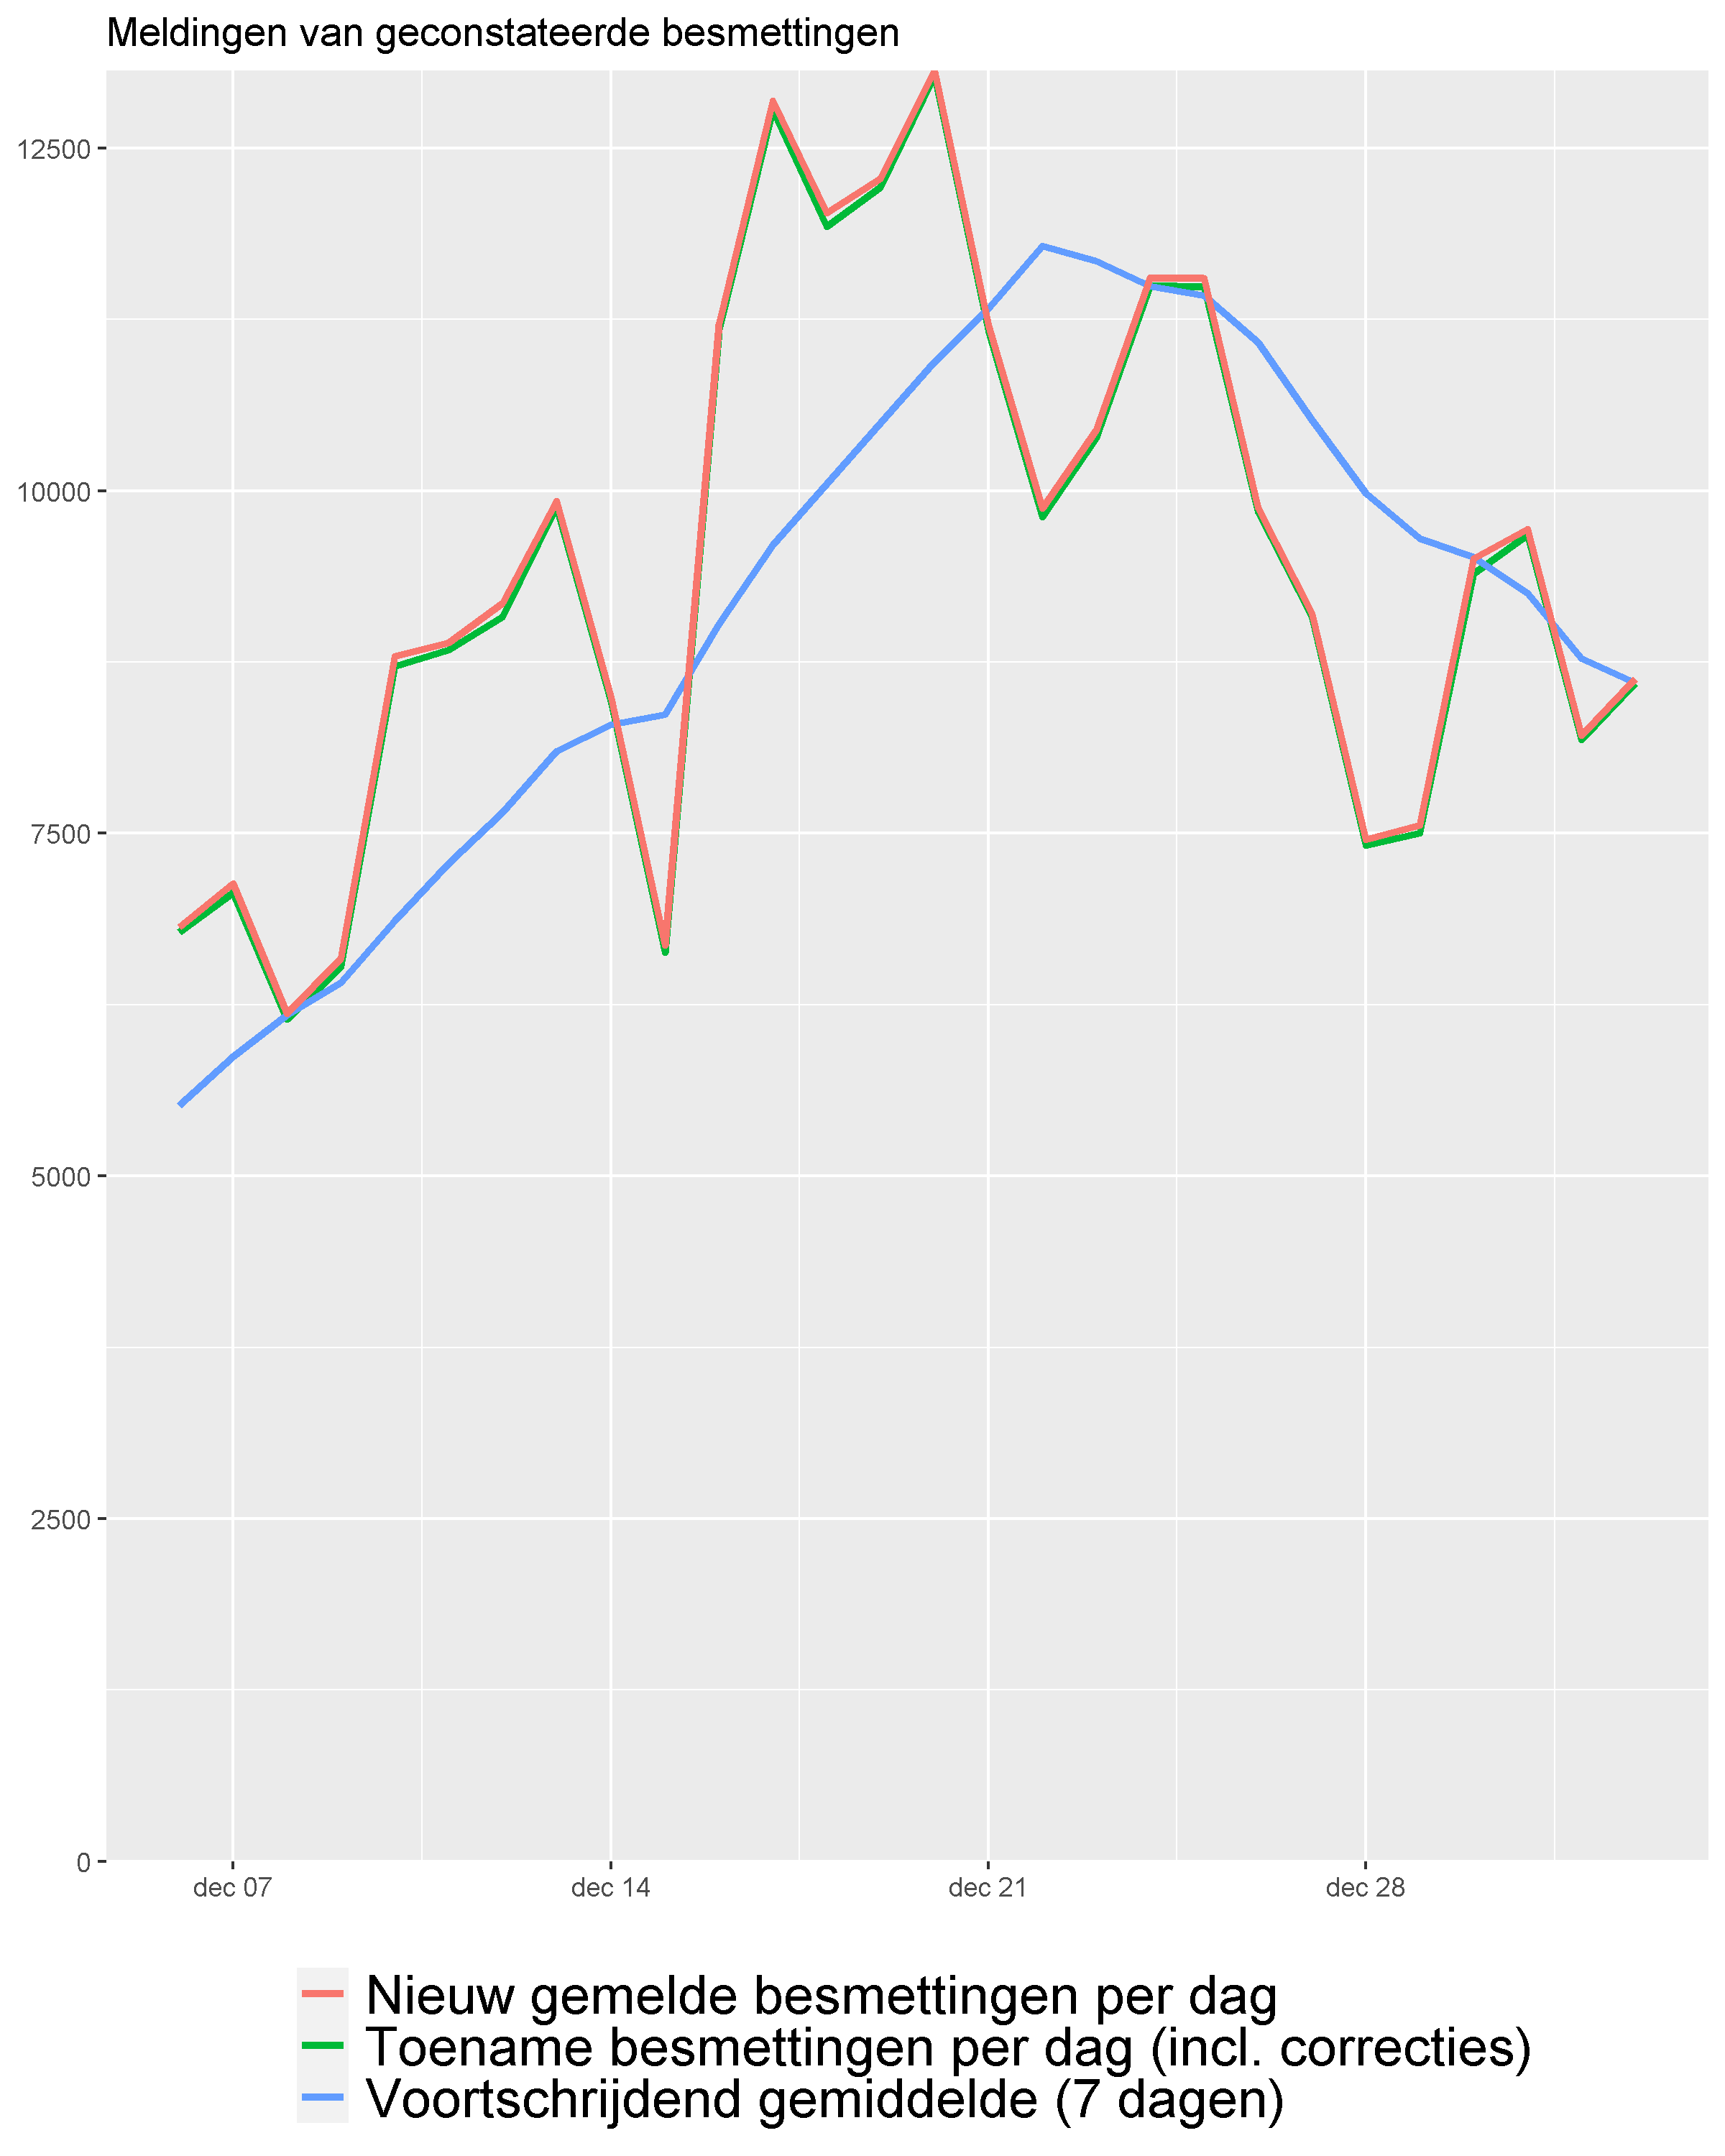 Meldingen van geconstateerde besmettingen
12500
10000
7500
5000
2500
0
dec 07
dec 14
dec 21
dec 28
Nieuw gemelde besmettingen per dag
Toename besmettingen per dag (incl. correcties)
Voortschrijdend gemiddelde (7 dagen)